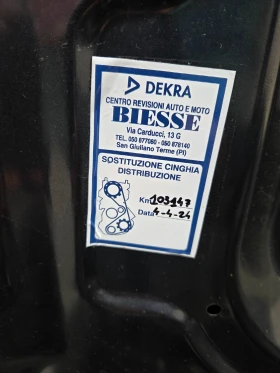 DEKRA
CENTRO REVISIONI AUTO E MOTO
BIESSE
Via Carducci, 13 G
TEL. 050 877080 - 050 878140
San Giuliano Terme (PI)
SOSTITUZIONE CINGHIA
DISTRIBUZIONE
Km 103147
Data 4-4-24